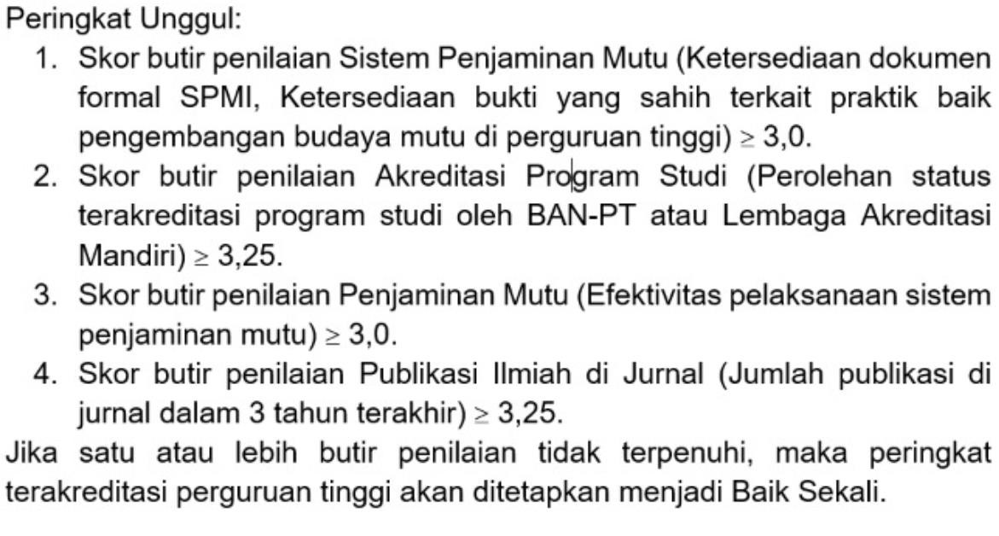 Peringkat Unggul:
1. Skor butir penilaian Sistem Penjaminan Mutu (Ketersediaan dokumen
formal SPMI, Ketersediaan bukti yang sahih terkait praktik baik
pengembangan budaya mutu di perguruan tinggi) ≥ 3,0.
2. Skor butir penilaian Akreditasi Program Studi (Perolehan status
terakreditasi program studi oleh BAN-PT atau Lembaga Akreditasi
Mandiri) ≥ 3,25.
3. Skor butir penilaian Penjaminan Mutu (Efektivitas pelaksanaan sistem
penjaminan mutu) ≥ 3,0.
4. Skor butir penilaian Publikasi Ilmiah di Jurnal (Jumlah publikasi di
jurnal dalam 3 tahun terakhir) ≥ 3,25.
Jika satu atau lebih butir penilaian tidak terpenuhi, maka peringkat
terakreditasi perguruan tinggi akan ditetapkan menjadi Baik Sekali.